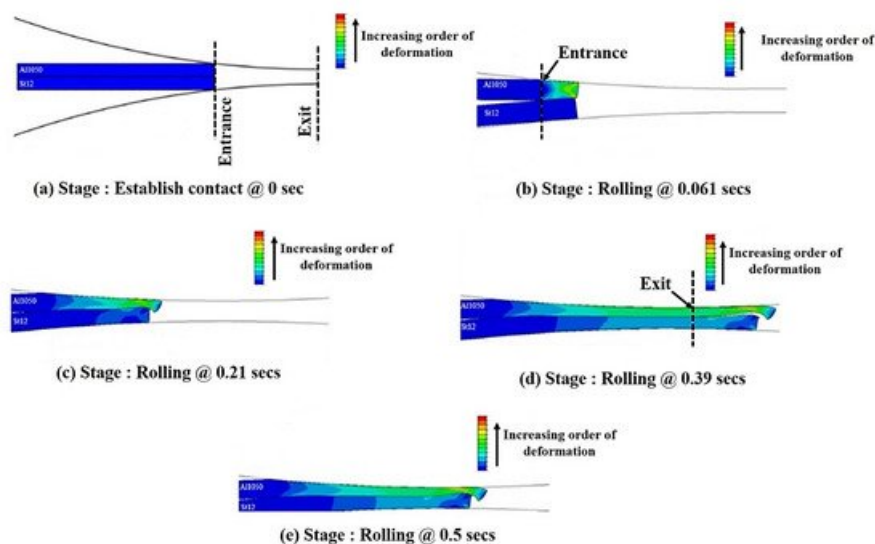 Increasing order of
deformation
Al1050
St12
Entrance
Exit
(a) Stage : Establish contact @ 0 sec
Increasing order of
deformation
Entrance
Al1050
St12
(b) Stage : Rolling @ 0.061 secs
Increasing order of
deformation
Al1050
St12
(c) Stage : Rolling @ 0.21 secs
Increasing order of
deformation
Exit
Al1050
St12
(d) Stage : Rolling @ 0.39 secs
Increasing order of
deformation
Al1050
St12
(e) Stage : Rolling @ 0.5 secs